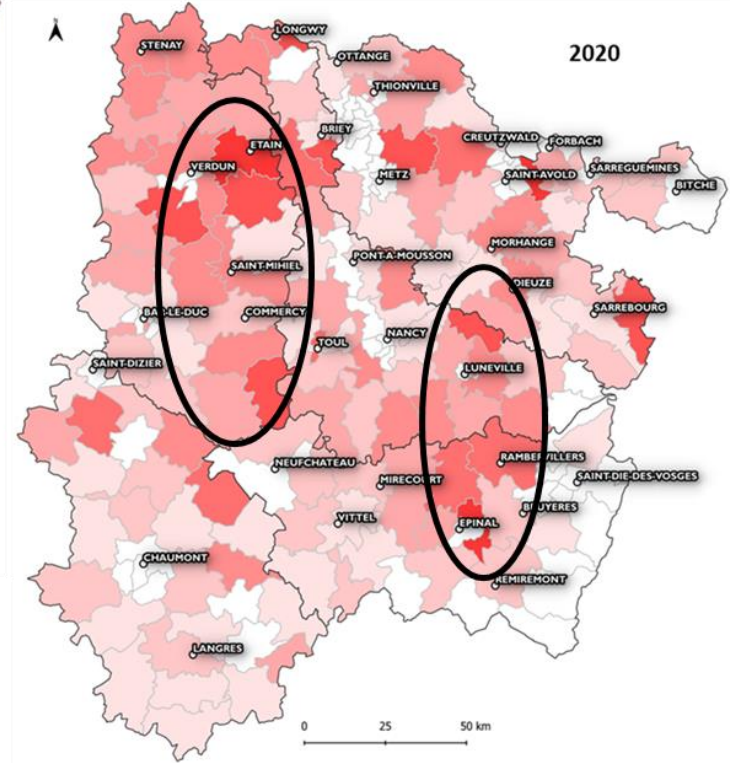 N
LONGWY
STENAY
2020
OTTANGE
THIONVILLE
BRIEY
CREUTZWALD
FORBACH
ETAIN
VERDUN
METZ
SAINT-AVOLD
SARREGUEMINES
BITCHE
MORHANGE
PONT-A-MOUSSON
SAINT-MIHIEL
DIEUZE
BAR-LE-DUC
COMMERCY
SARREBOURG
NANCY
TOUL
SAINT-DIZIER
LUNEVILLE
RAMBERVILLERS
NEUFCHATEAU
MIRECOURT
SAINT-DIE-DES-VOSGES
BRUYERES
VITTEL
EPINAL
CHAUMONT
REMIREMONT
LANGRES
0 25 50 km